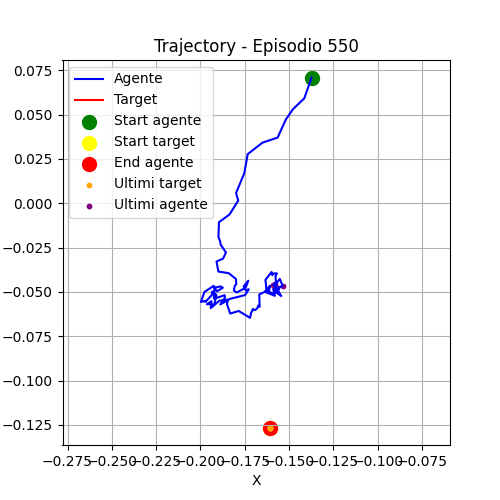 Trajectory - Episodio 550
Agente
Target
Start agente
Start target
End agente
Ultimi target
Ultimi agente
0.075
0.050
0.025
0.000
−0.025
−0.050
−0.075
−0.100
−0.125
−0.275
−0.250
−0.225
−0.200
−0.175
−0.150
−0.125
−0.100
−0.075
X